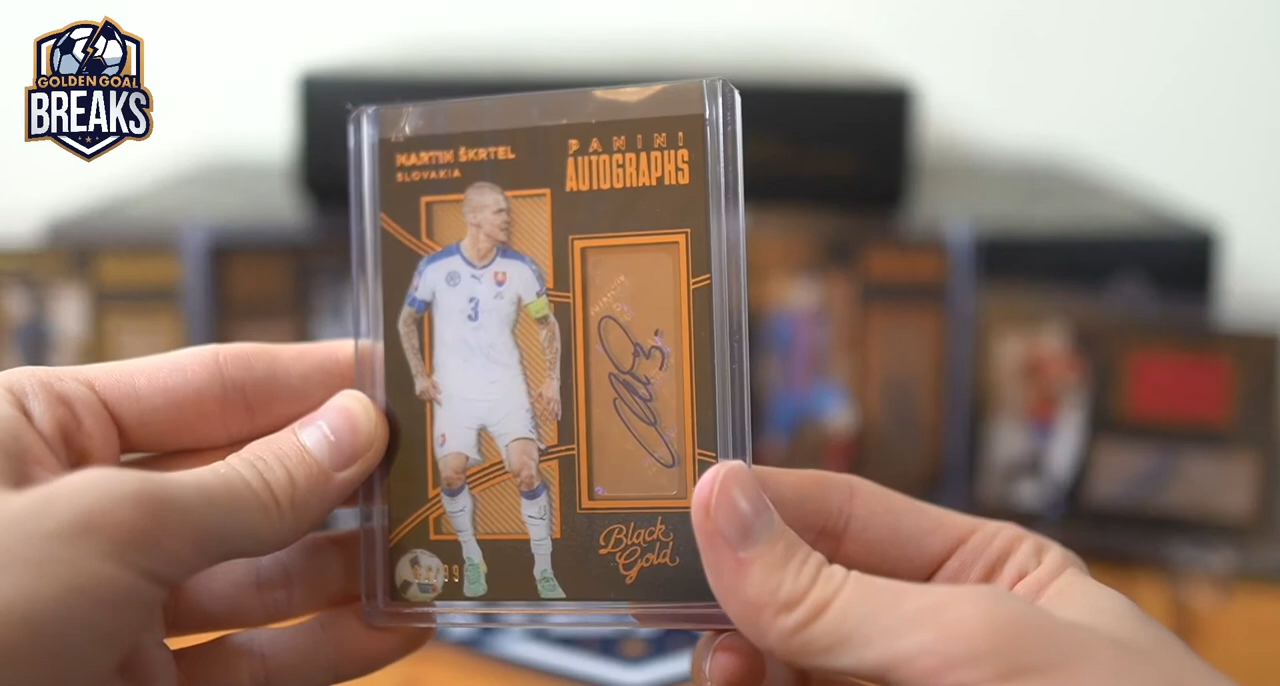 GOLDEN GOAL
BREAKS
MARTIN ŠKRTEL
SLOVAKIA
PANINI
AUTOGRAPHS
3
Black
Gold